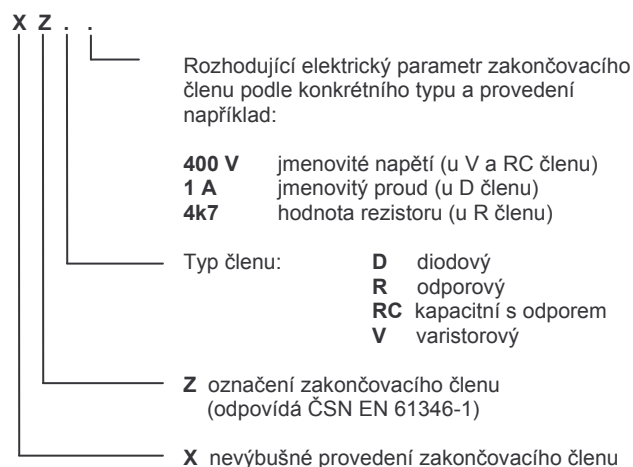 X Z . .
Rozhodující elektrický parametr zakončovacího
členu podle konkrétního typu a provedení
například:
400 V jmenovité napětí (u V a RC členu)
1 A jmenovitý proud (u D členu)
4k7 hodnota rezistoru (u R členu)
Typ členu: D diodový
R odporový
RC kapacitní s odporem
V varistorový
Z označení zakončovacího členu
(odpovídá ČSN EN 61346-1)
X nevýbušné provedení zakončovacího členu